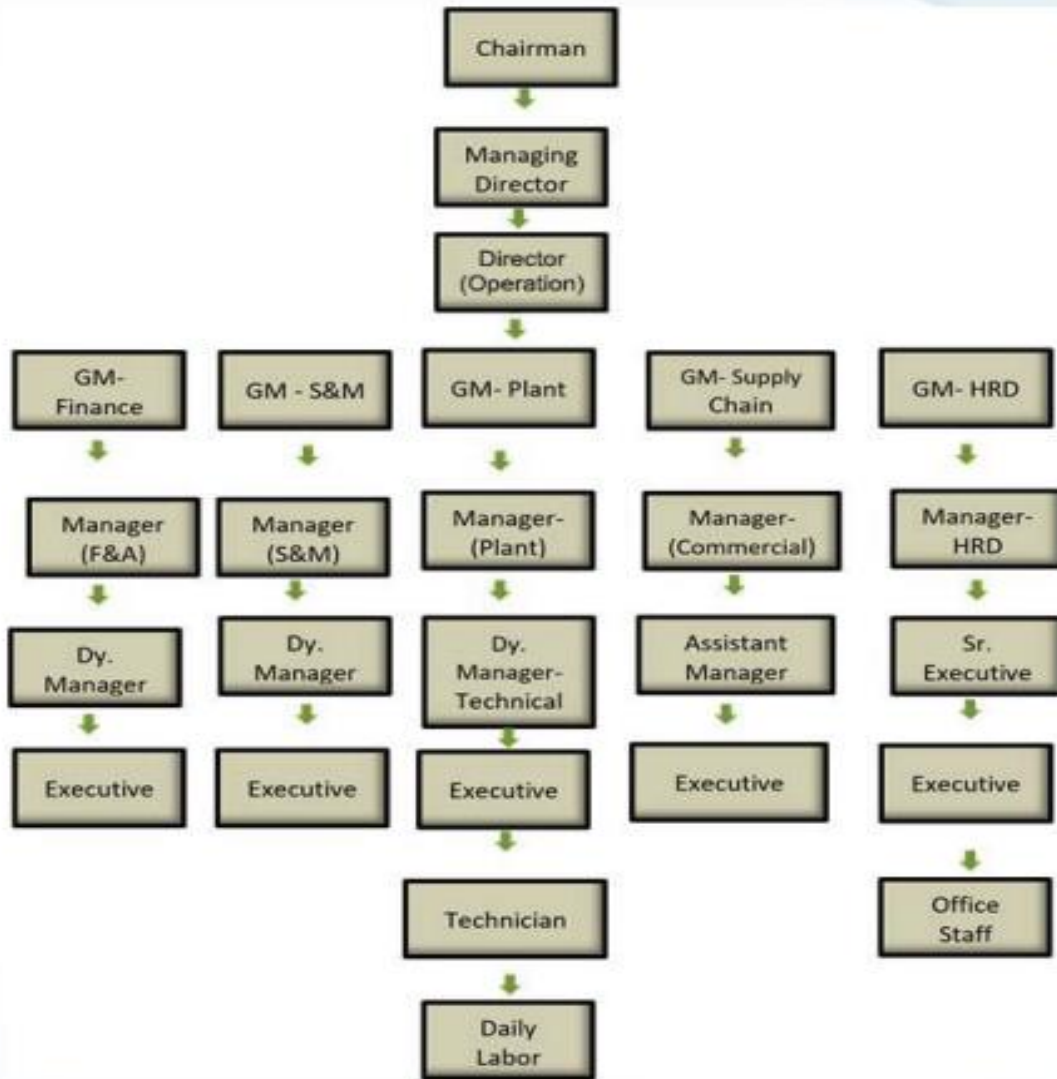 Chairman
Managing
Director
Director
(Operation)
GM-
Finance
GM - S&M
GM- Plant
GM- Supply
Chain
GM- HRD
Manager
(F&A)
Manager
(S&M)
Manager-
(Plant)
Manager-
(Commercial)
Manager-
HRD
Dy.
Manager
Dy.
Manager
Dy.
Manager-
Technical
Assistant
Manager
Sr.
Executive
Executive
Executive
Executive
Executive
Executive
Technician
Office
Staff
Daily
Labor